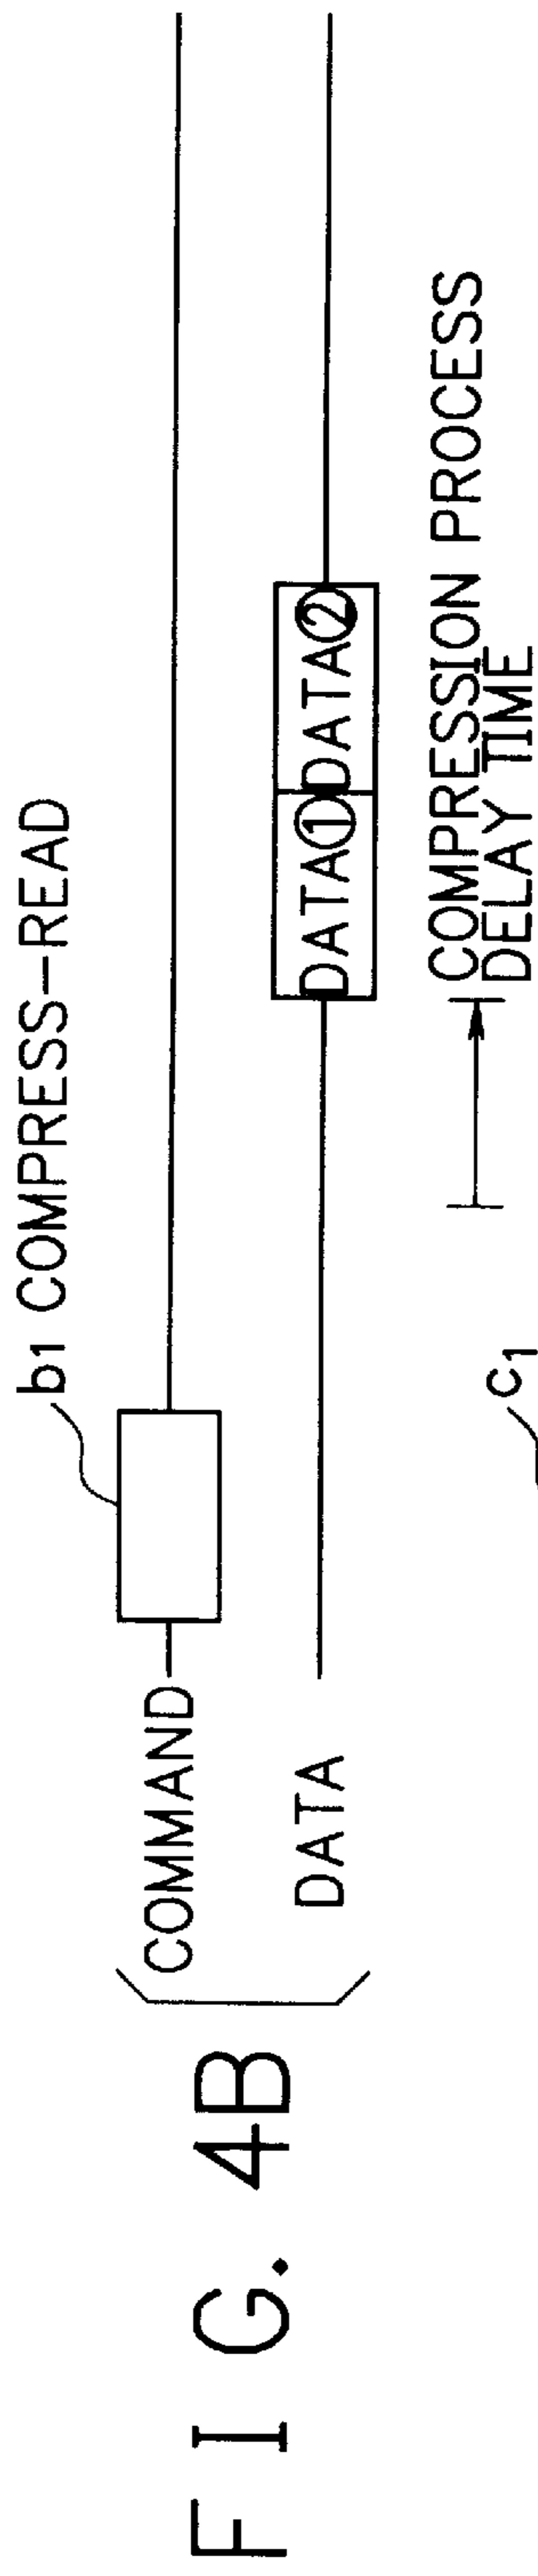 b1 COMPRESS-READ
COMMAND
DATA
DATA① DATA②
COMPRESSION PROCESS
DELAY TIME
c1
FIG. 4B